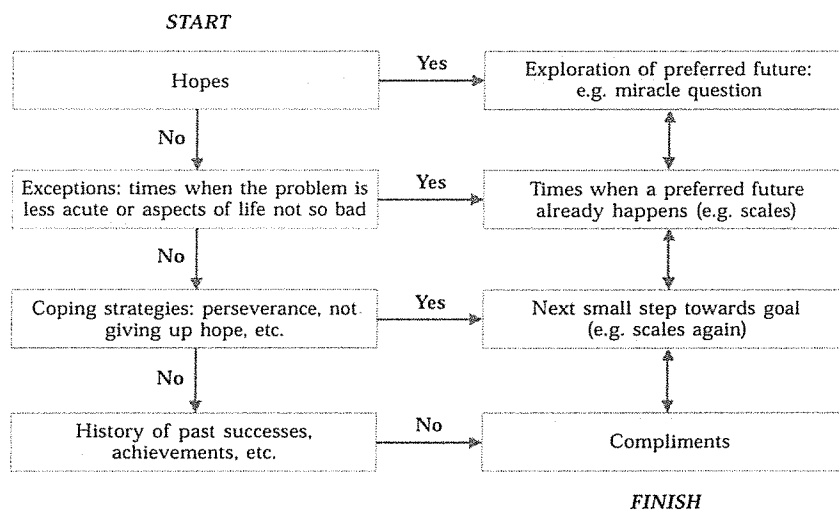 START
Hopes
Yes
Exploration of preferred future:
e.g. miracle question
No
Exceptions: times when the problem is
less acute or aspects of life not so bad
Yes
Times when a preferred future
already happens (e.g. scales)
No
Coping strategies: perseverance, not
giving up hope, etc.
Yes
Next small step towards goal
(e.g. scales again)
No
History of past successes,
achievements, etc.
No
Compliments
FINISH